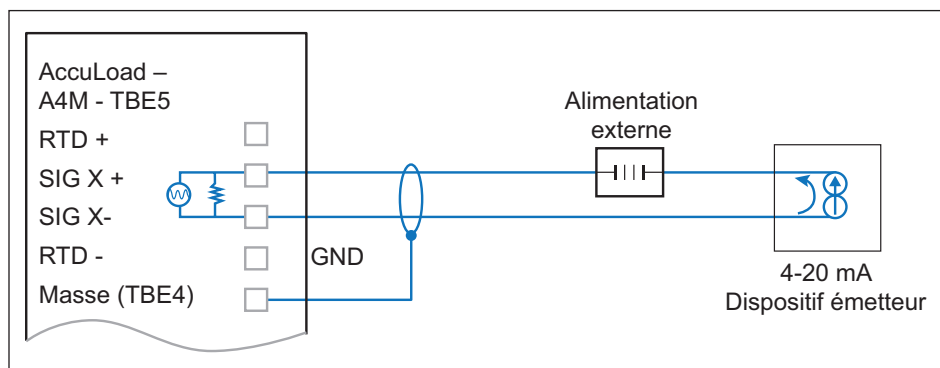 AccuLoad –
A4M - TBE5
RTD +
SIG X +
SIG X-
RTD -
GND
Masse (TBE4)
Alimentation
externe
4-20 mA
Dispositif émetteur